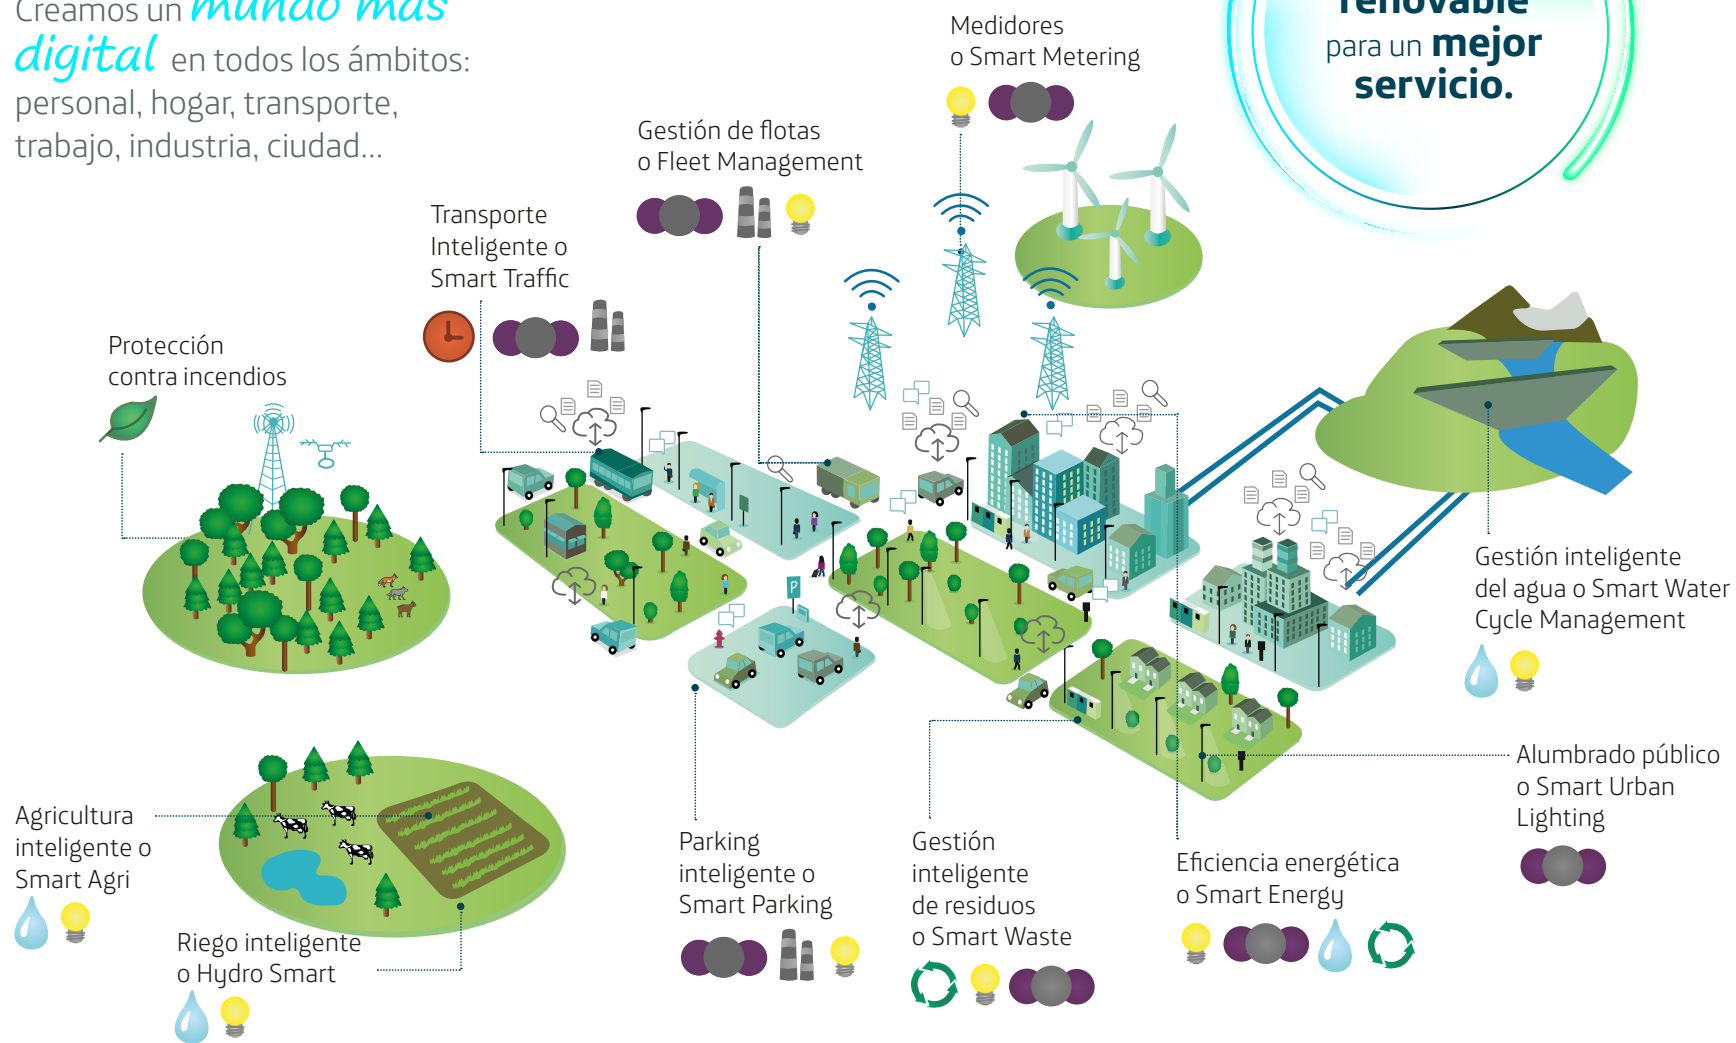 Creamos un mundo más
digital en todos los ámbitos:
personal, hogar, transporte,
trabajo, industria, ciudad...
renovable
para un mejor
servicio.
Medidores
o Smart Metering
Gestión de flotas
o Fleet Management
Transporte
Inteligente o
Smart Traffic
Protección
contra incendios
P
Gestión inteligente
del agua o Smart Water
Cycle Management
Alumbrado público
o Smart Urban
Lighting
Agricultura
inteligente o
Smart Agri
Riego inteligente
o Hydro Smart
Parking
inteligente o
Smart Parking
Gestión
inteligente
de residuos
o Smart Waste
Eficiencia energética
o Smart Energy